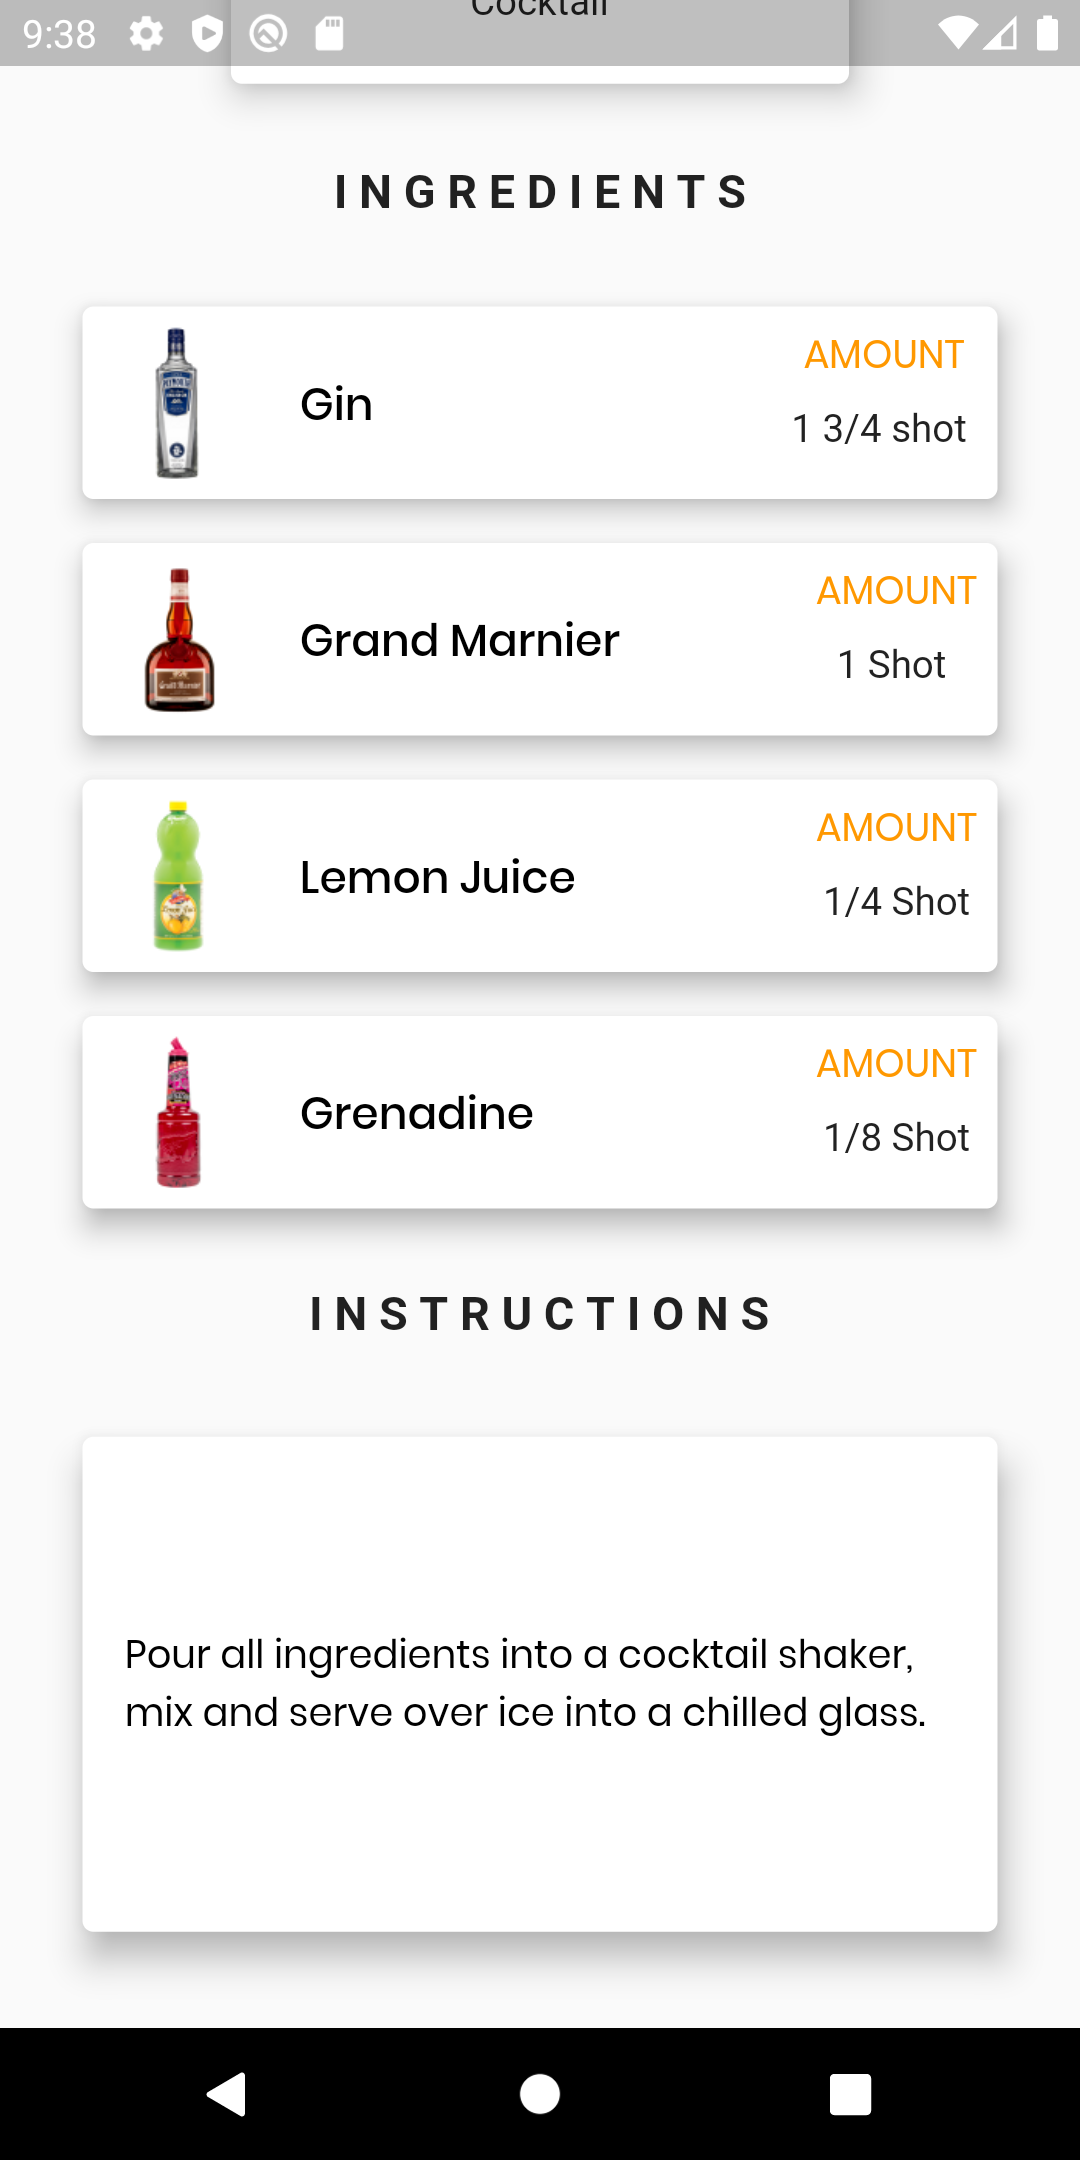 Cocktail
9:38
INGREDIENTS
Gin
AMOUNT
1 3/4 shot
Grand Marnier
AMOUNT
1 Shot
Lemon Juice
AMOUNT
1/4 Shot
Grenadine
AMOUNT
1/8 Shot
INSTRUCTIONS
Pour all ingredients into a cocktail shaker,
mix and serve over ice into a chilled glass.